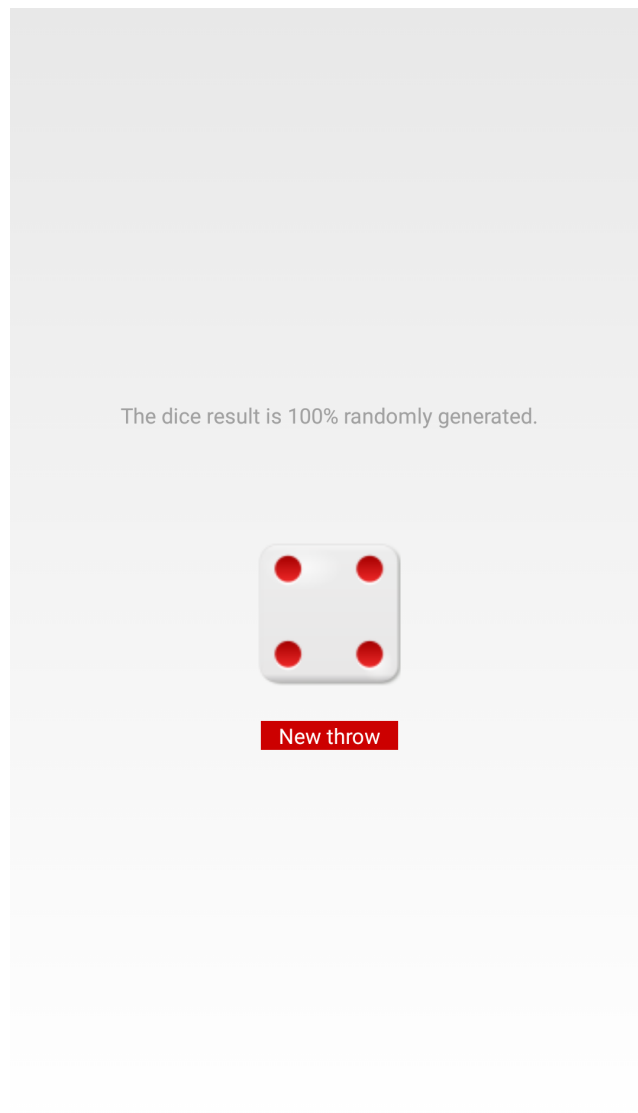 The dice result is 100% randomly generated.
New throw